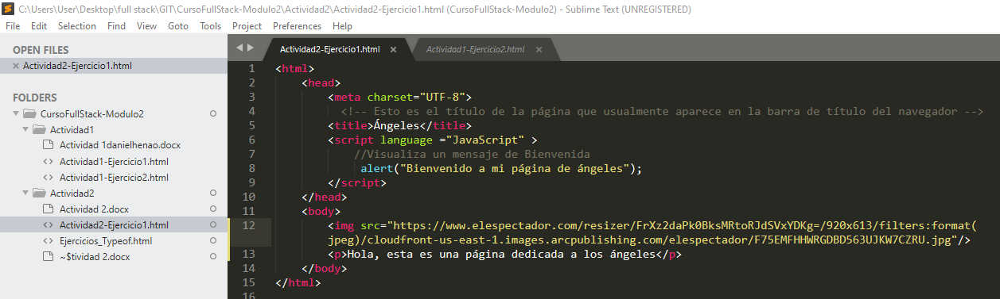 C:\Users\User\Desktop\full stack\GIT\CursoFullStack-Modulo2\Actividad2\Actividad2-Ejercicio1.html (CursoFullStack-Modulo2) - Sublime Text (UNREGISTERED)
File Edit Selection Find View Goto Tools Project Preferences Help
OPEN FILES
× Actividad2-Ejercicio1.html
FOLDERS
CursoFullStack-Modulo2
Actividad1
Actividad 1danielhenao.docx
<> Actividad1-Ejercicio1.html
<> Actividad1-Ejercicio2.html
Actividad2
Actividad 2.docx
<> Actividad2-Ejercicio1.html
<> Ejercicios_Typeof.html
~$tividad 2.docx
Actividad2-Ejercicio1.html × Actividad1-Ejercicio2.html ×
1 <html>
2 <head>
3 <meta charset="UTF-8">
4 <!-- Esto es el título de la página que usualmente aparece en la barra de título del navegador -->
5 <title>Ángeles</title>
6 <script language ="JavaScript" >
7 //Visualiza un mensaje de Bienvenida
8 alert("Bienvenido a mi página de ángeles");
9 </script>
10 </head>
11 <body>
12 <img src="https://www.elespectador.com/resizer/FrXz2daPk0BksMRtoRJdSVxYDKg=/920x613/filters:format(
jpeg)/cloudfront-us-east-1.images.arcpublishing.com/elespectador/F75EMFHHWRGDBD563UJKW7CZRU.jpg"/>
13 <p>Hola, esta es una página dedicada a los ángeles</p>
14 </body>
15 </html>
16